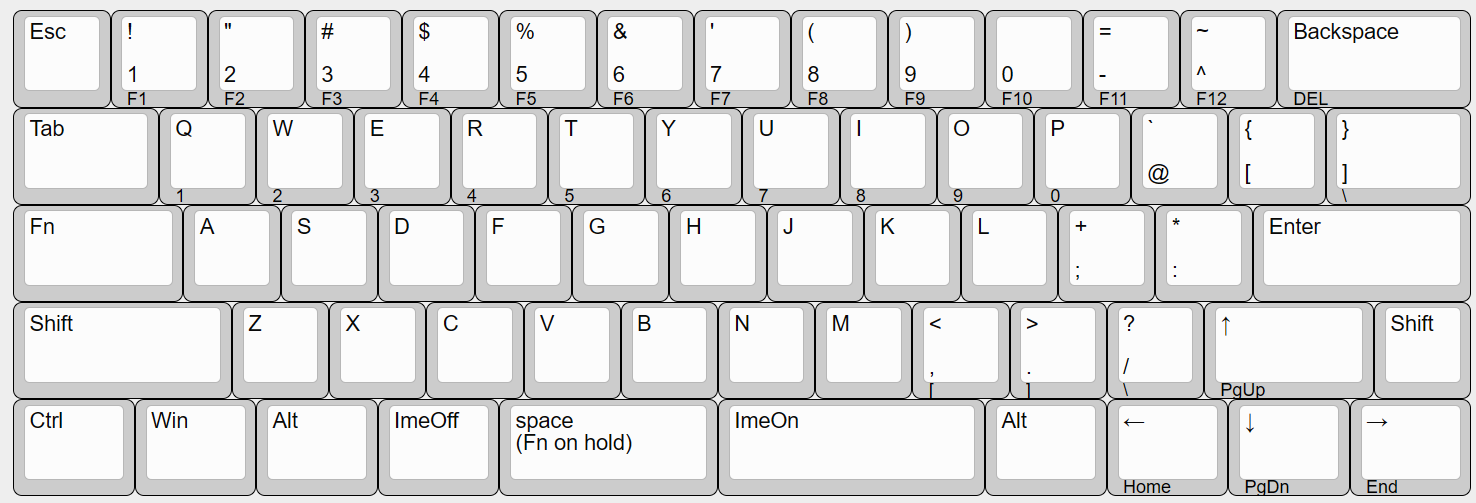 Esc ! " # $ % & ' ( ) = ~ Backspace
1 2 3 4 5 6 7 8 9 0 - ^
F1 F2 F3 F4 F5 F6 F7 F8 F9 F10 F11 F12 DEL
Tab Q W E R T Y U I O P ` { }
@ [ ]
1 2 3 4 5 6 7 8 9 0 \
Fn A S D F G H J K L + * Enter
; :
Shift Z X C V B N M < > ? ↑ Shift
, . /
[ ] \ PgUp
Ctrl Win Alt ImeOff space ImeOn Alt ← ↓ →
(Fn on hold)
Home PgDn End